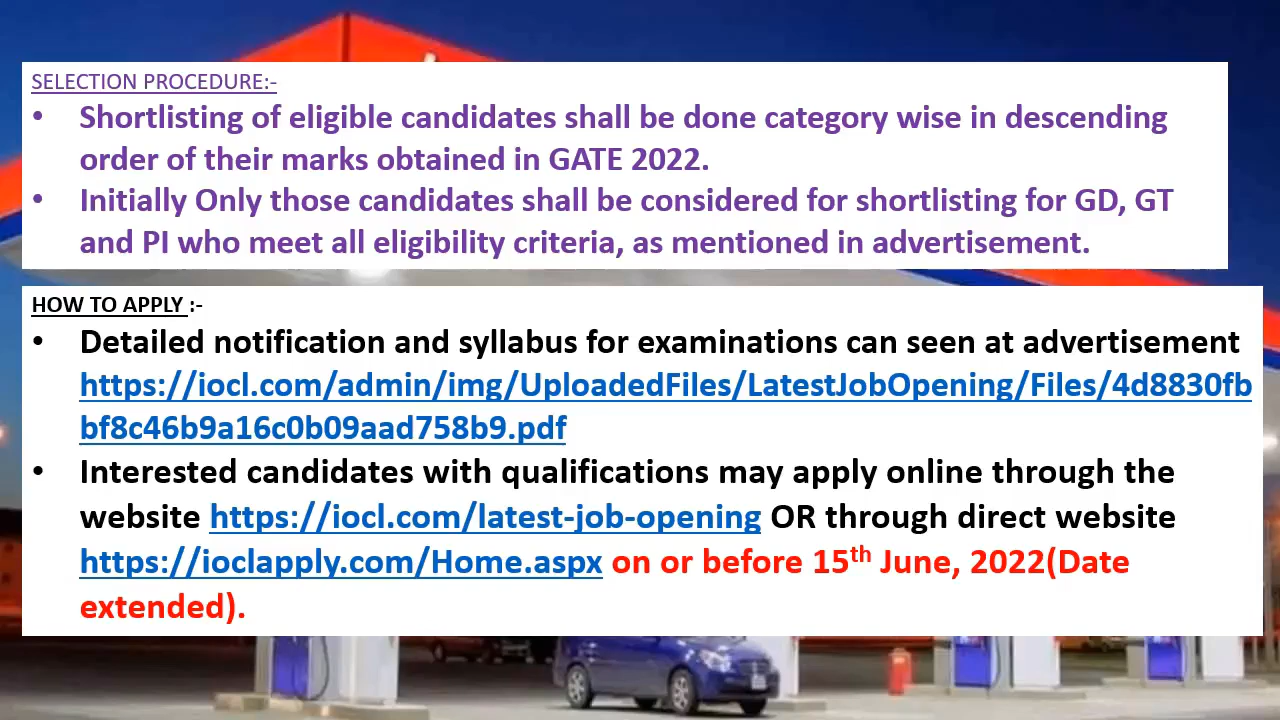 SELECTION PROCEDURE:-
• Shortlisting of eligible candidates shall be done category wise in descending
order of their marks obtained in GATE 2022.
• Initially Only those candidates shall be considered for shortlisting for GD, GT
and PI who meet all eligibility criteria, as mentioned in advertisement.
HOW TO APPLY :-
• Detailed notification and syllabus for examinations can seen at advertisement
https://iocl.com/admin/img/UploadedFiles/LatestJobOpening/Files/4d8830fb
bf8c46b9a16c0b09aad758b9.pdf
• Interested candidates with qualifications may apply online through the
website https://iocl.com/latest-job-opening OR through direct website
https://ioclapply.com/Home.aspx on or before 15th June, 2022(Date
extended).